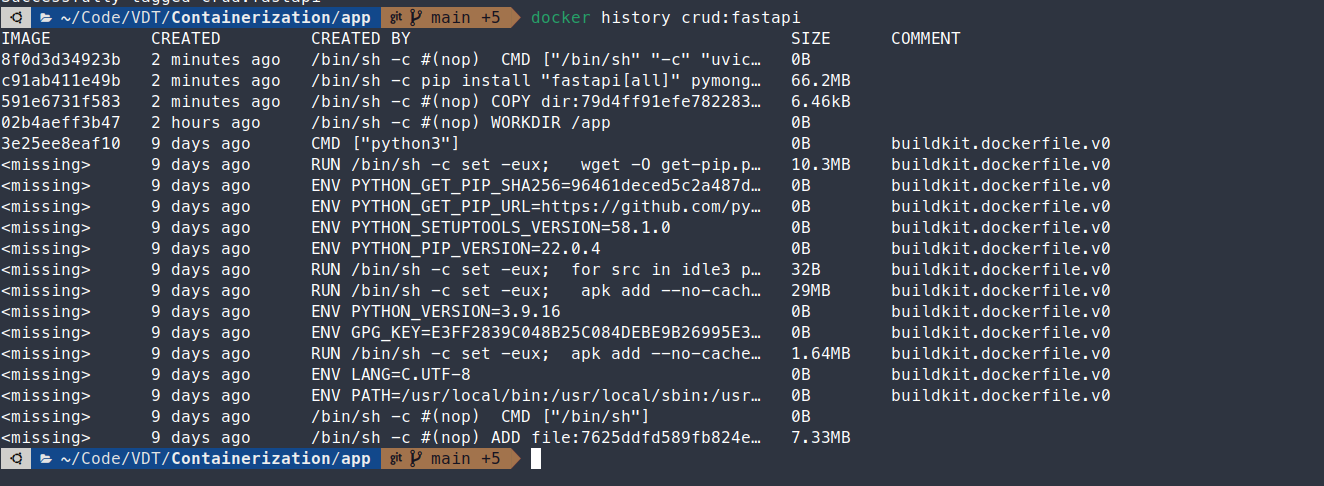 Successfully tagged crud:fastapi
~/Code/VDT/Containerization/app git main +5 docker history crud:fastapi
IMAGE CREATED CREATED BY SIZE COMMENT
8f0d3d34923b 2 minutes ago /bin/sh -c #(nop) CMD ["/bin/sh" "-c" "uvic… 0B
c91ab411e49b 2 minutes ago /bin/sh -c pip install "fastapi[all]" pymong… 66.2MB
591e6731f583 2 minutes ago /bin/sh -c #(nop) COPY dir:79d4ff91efe782283… 6.46kB
02b4aeff3b47 2 hours ago /bin/sh -c #(nop) WORKDIR /app 0B
3e25ee8eaf10 9 days ago CMD ["python3"] 0B buildkit.dockerfile.v0
<missing> 9 days ago RUN /bin/sh -c set -eux; wget -O get-pip.p… 10.3MB buildkit.dockerfile.v0
<missing> 9 days ago ENV PYTHON_GET_PIP_SHA256=96461deced5c2a487d… 0B buildkit.dockerfile.v0
<missing> 9 days ago ENV PYTHON_GET_PIP_URL=https://github.com/py… 0B buildkit.dockerfile.v0
<missing> 9 days ago ENV PYTHON_SETUPTOOLS_VERSION=58.1.0 0B buildkit.dockerfile.v0
<missing> 9 days ago ENV PYTHON_PIP_VERSION=22.0.4 0B buildkit.dockerfile.v0
<missing> 9 days ago RUN /bin/sh -c set -eux; for src in idle3 p… 32B buildkit.dockerfile.v0
<missing> 9 days ago RUN /bin/sh -c set -eux; apk add --no-cach… 29MB buildkit.dockerfile.v0
<missing> 9 days ago ENV PYTHON_VERSION=3.9.16 0B buildkit.dockerfile.v0
<missing> 9 days ago ENV GPG_KEY=E3FF2839C048B25C084DEBE9B26995E3… 0B buildkit.dockerfile.v0
<missing> 9 days ago RUN /bin/sh -c set -eux; apk add --no-cache… 1.64MB buildkit.dockerfile.v0
<missing> 9 days ago ENV LANG=C.UTF-8 0B buildkit.dockerfile.v0
<missing> 9 days ago ENV PATH=/usr/local/bin:/usr/local/sbin:/usr… 0B buildkit.dockerfile.v0
<missing> 9 days ago /bin/sh -c #(nop) CMD ["/bin/sh"] 0B
<missing> 9 days ago /bin/sh -c #(nop) ADD file:7625ddfd589fb824e… 7.33MB
~/Code/VDT/Containerization/app git main +5